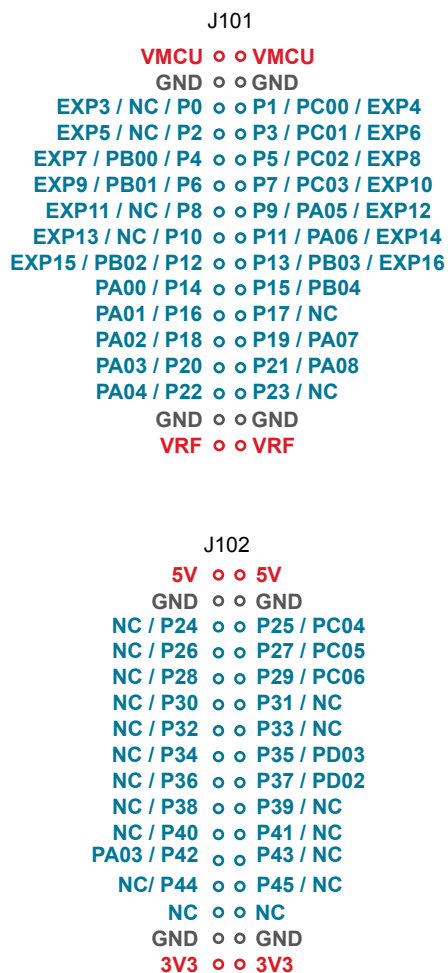 J101
VMCU VMCU
GND GND
EXP3 / NC / P0 P1 / PC00 / EXP4
EXP5 / NC / P2 P3 / PC01 / EXP6
EXP7 / PB00 / P4 P5 / PC02 / EXP8
EXP9 / PB01 / P6 P7 / PC03 / EXP10
EXP11 / NC / P8 P9 / PA05 / EXP12
EXP13 / NC / P10 P11 / PA06 / EXP14
EXP15 / PB02 / P12 P13 / PB03 / EXP16
PA00 / P14 P15 / PB04
PA01 / P16 P17 / NC
PA02 / P18 P19 / PA07
PA03 / P20 P21 / PA08
PA04 / P22 P23 / NC
GND GND
VRF VRF
J102
5V 5V
GND GND
NC / P24 P25 / PC04
NC / P26 P27 / PC05
NC / P28 P29 / PC06
NC / P30 P31 / NC
NC / P32 P33 / NC
NC / P34 P35 / PD03
NC / P36 P37 / PD02
NC / P38 P39 / NC
NC / P40 P41 / NC
PA03 / P42 P43 / NC
NC/ P44 P45 / NC
NC NC
GND GND
3V3 3V3